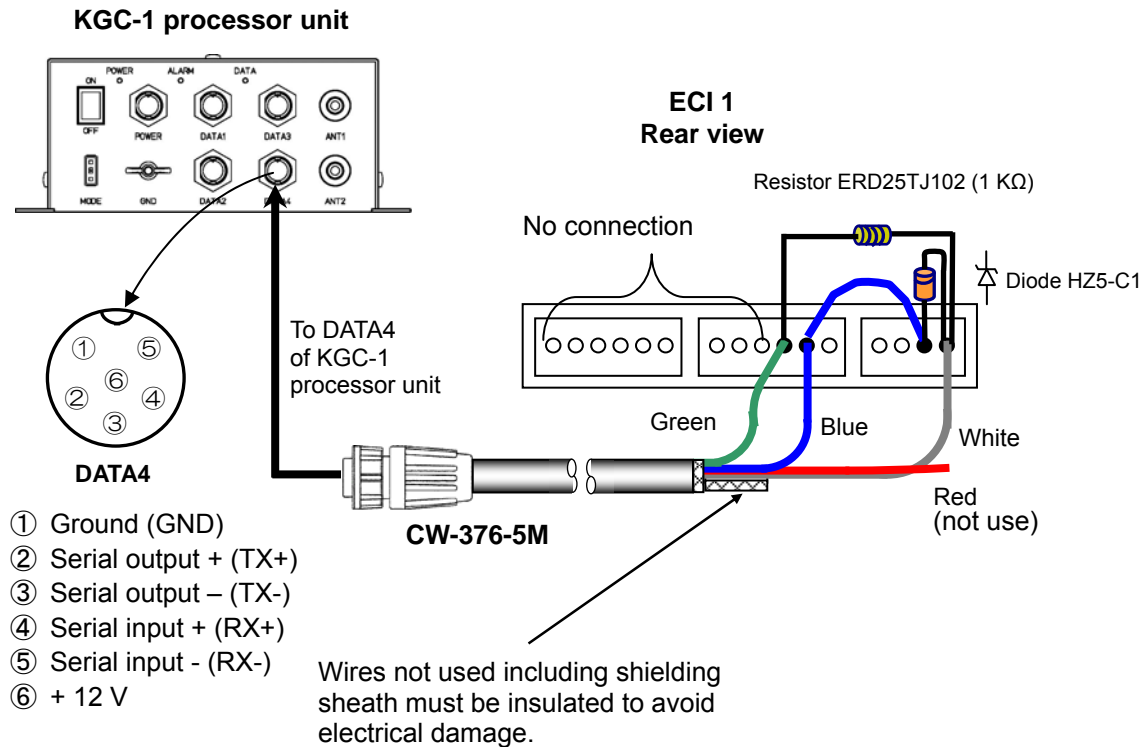 KGC-1 processor unit
POWER
ALARM
DATA
ON
OFF
POWER
DATA1
DATA3
ANT1
MODE
GND
DATA2
DATA4
ANT2
ECI 1
Rear view
Resistor ERD25TJ102 (1 KΩ)
No connection
Diode HZ5-C1
① ⑤
⑥
② ④
③
DATA4
To DATA4
of KGC-1
processor unit
Green
Blue
White
Red
(not use)
CW-376-5M
① Ground (GND)
② Serial output + (TX+)
③ Serial output – (TX-)
④ Serial input + (RX+)
⑤ Serial input - (RX-)
⑥ + 12 V
Wires not used including shielding
sheath must be insulated to avoid
electrical damage.